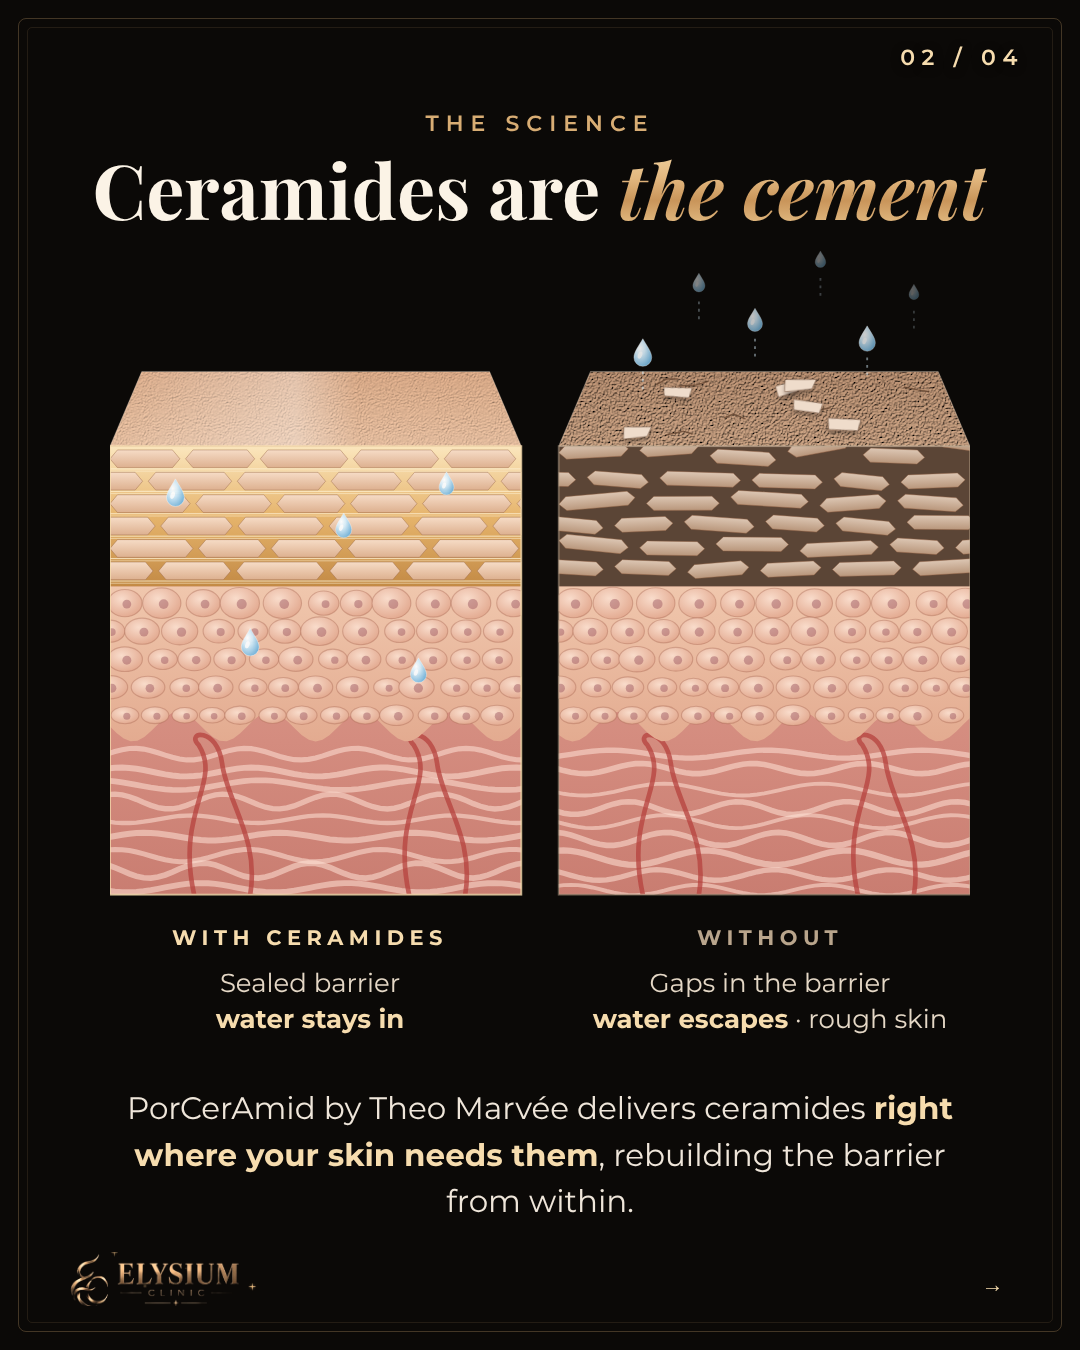 02 / 04
THE SCIENCE
Ceramides are the cement
WITH CERAMIDES
Sealed barrier
water stays in
WITHOUT
Gaps in the barrier
water escapes · rough skin
PorCerAmid by Theo Marvée delivers ceramides right
where your skin needs them, rebuilding the barrier
from within.
ELYSIUM
CLINIC
→